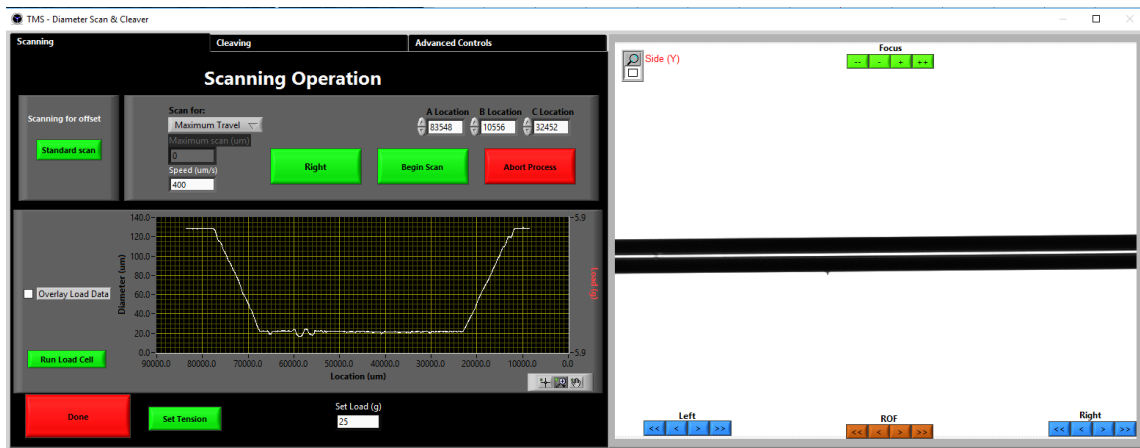 TMS - Diameter Scan & Cleaver
Scanning
Cleaving
Advanced Controls
Scanning Operation
Scanning for offset
Standard scan
Scan for:
Maximum Travel
Maximum scan (um)
0
Speed (um/s)
400
A Location B Location C Location
83548 10556 32452
Right
Begin Scan
Abort Process
Overlay Load Data
Run Load Cell
Diameter (um)
140.0
120.0
100.0
80.0
60.0
40.0
20.0
0.0
90000.0 80000.0 70000.0 60000.0 50000.0 40000.0 30000.0 20000.0 10000.0 0.0
Location (um)
5.9
Load (g)
5.9
Done
Set Tension
Set Load (g)
25
Side (Y)
Focus
-- - + ++
Left
<< < > >>
ROF
<< < > >>
Right
<< < > >>